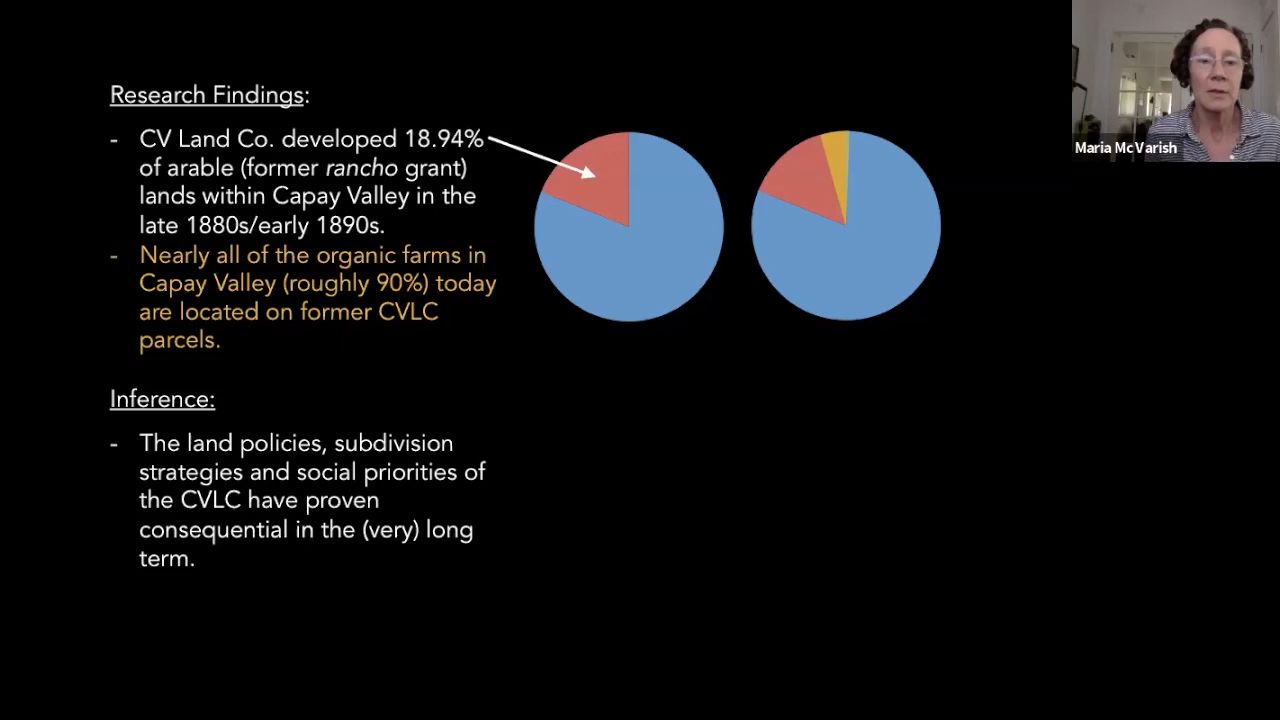 Research Findings:
- CV Land Co. developed 18.94%
of arable (former rancho grant)
lands within Capay Valley in the
late 1880s/early 1890s.
- Nearly all of the organic farms in
Capay Valley (roughly 90%) today
are located on former CVLC
parcels.
Inference:
- The land policies, subdivision
strategies and social priorities of
the CVLC have proven
consequential in the (very) long
term.
Maria McVarish